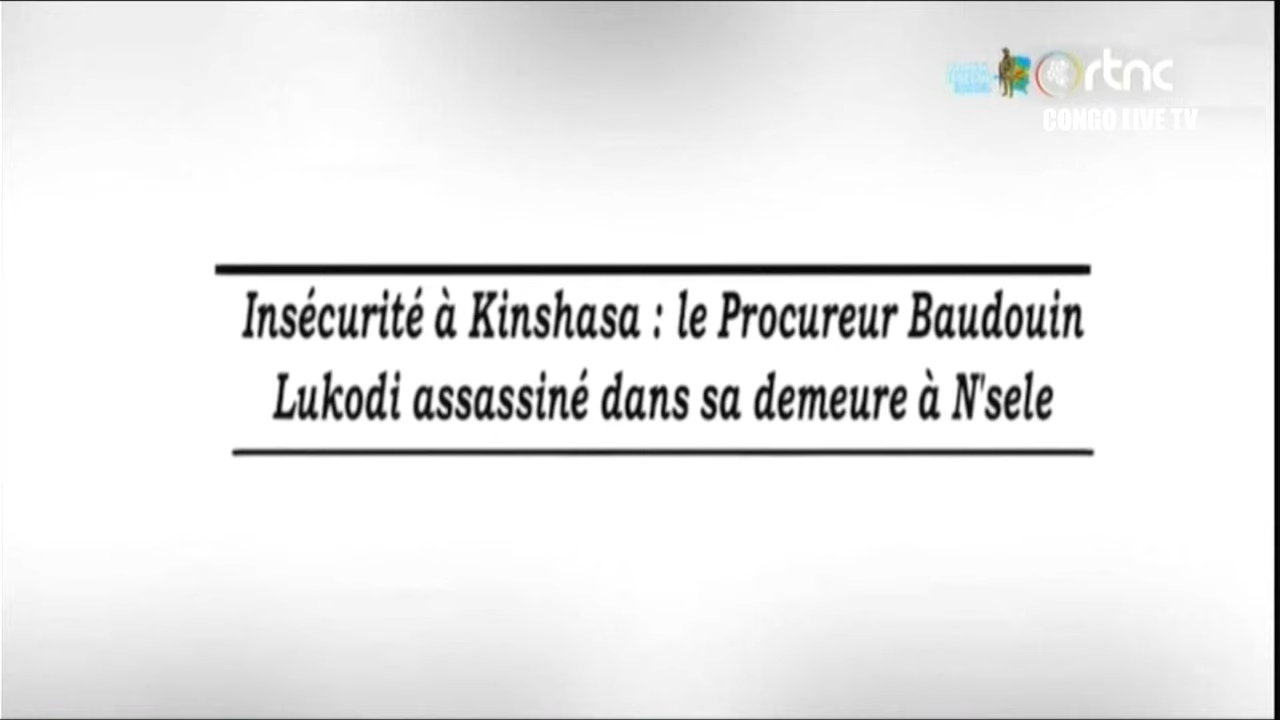 rtnc
CONGO LIVE TV
Insécurité à Kinshasa : le Procureur Baudouin
Lukodi assassiné dans sa demeure à N'sele